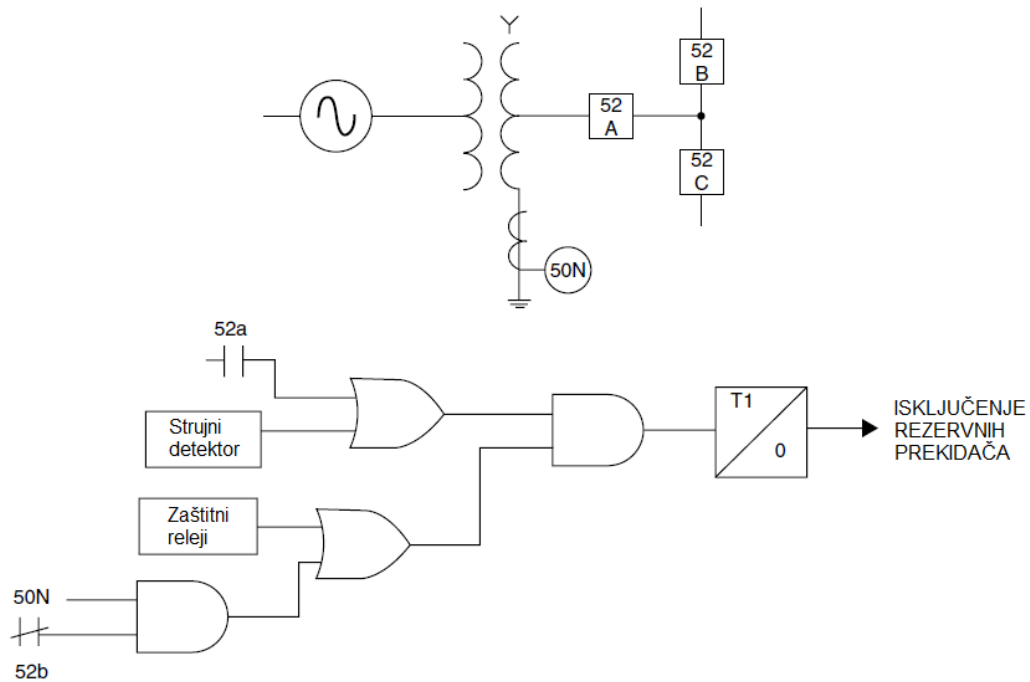 Y
52
B
52
A
52
C
50N
52a
Strujni
detektor
T1
0
ISKLJUČENJE
REZERVNIH
PREKIDAČA
Zaštitni
releji
50N
52b